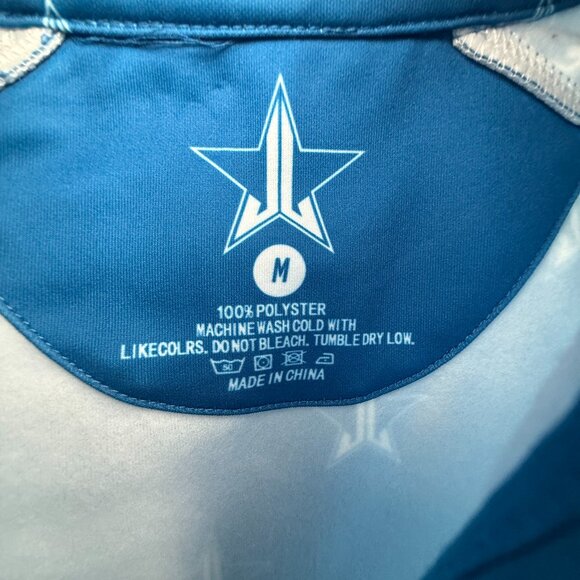 M
100% POLYSTER
MACHINE WASH COLD WITH
LIKECOLRS. DO NOT BLEACH. TUMBLE DRY LOW.
MADE IN CHINA